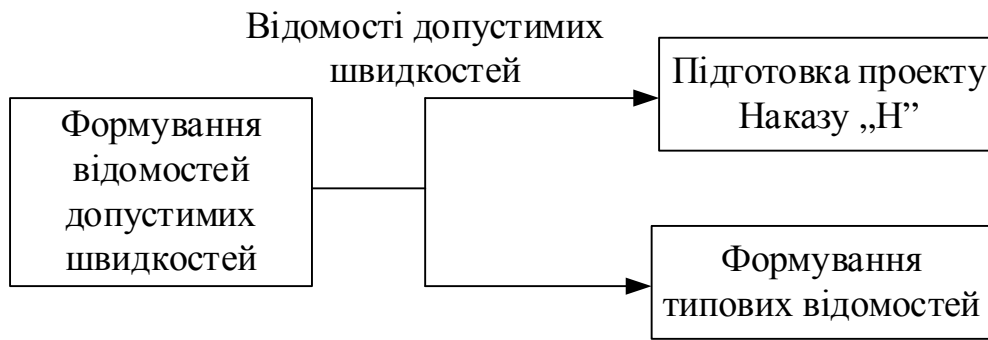 Відомості допустимих
швидкостей
Формування
відомостей
допустимих
швидкостей
Підготовка проекту
Наказу „Н”
Формування
типових відомостей